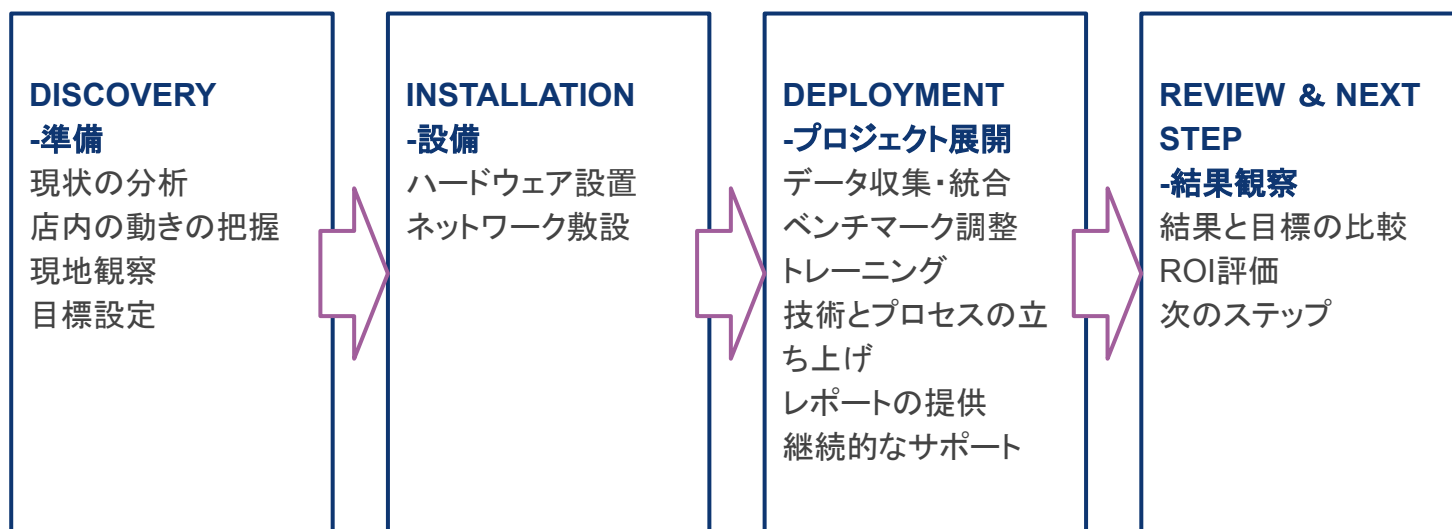 DISCOVERY
-準備
現状の分析
店内の動きの把握
現地観察
目標設定
INSTALLATION
-設備
ハードウェア設置
ネットワーク敷設
DEPLOYMENT
-プロジェクト展開
データ収集・統合
ベンチマーク調整
トレーニング
技術とプロセスの立
ち上げ
レポートの提供
継続的なサポート
REVIEW & NEXT
STEP
-結果観察
結果と目標の比較
ROI評価
次のステップ